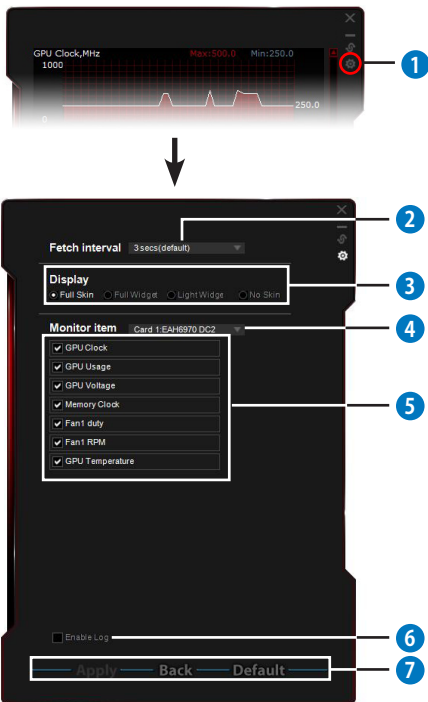 GPU Clock,MHz Max:500.0 Min:250.0
1000
1
250.0
0
2
Fetch interval 3 secs(default)
Display
Full Skin Full Widget Light Widge No Skin
3
Monitor item Card 1:EAH6970 DC2
4
GPU Clock
GPU Usage
GPU Voltage
Memory Clock
5
Fan1 duty
Fan1 RPM
GPU Temperature
Enable Log
6
Apply Back Default
7